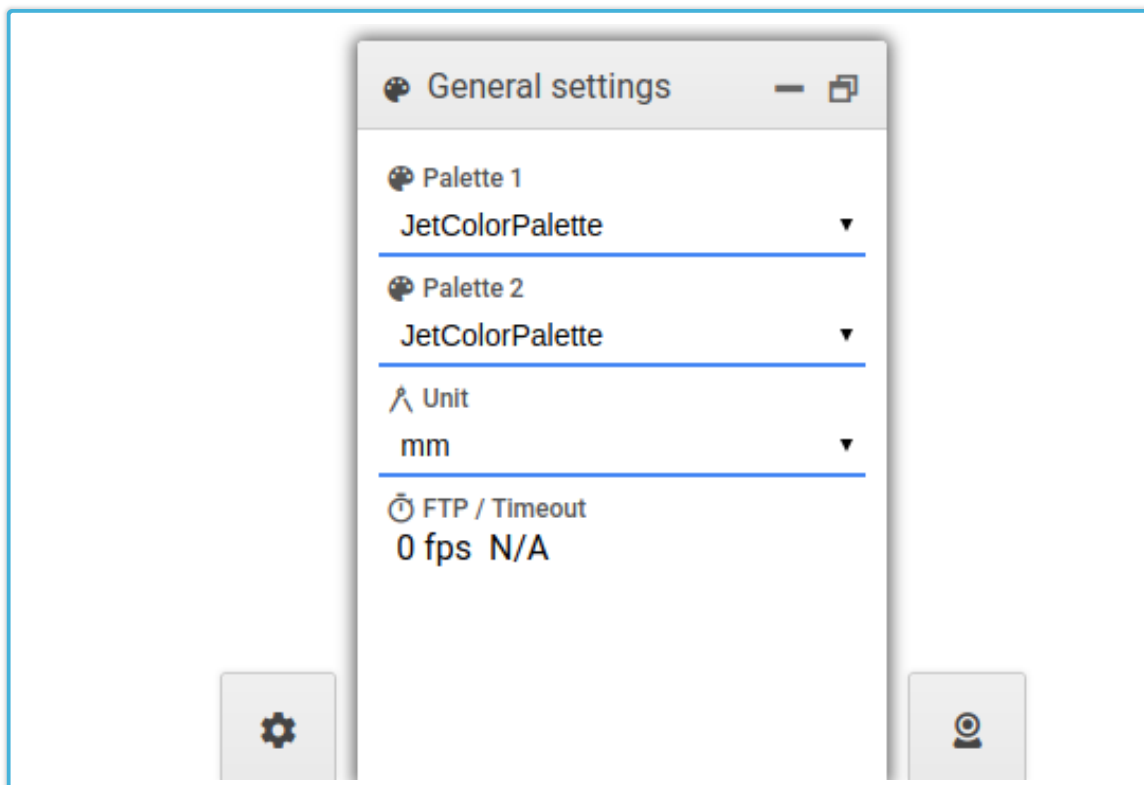 General settings
Palette 1
JetColorPalette
Palette 2
JetColorPalette
Unit
mm
FTP / Timeout
0 fps N/A